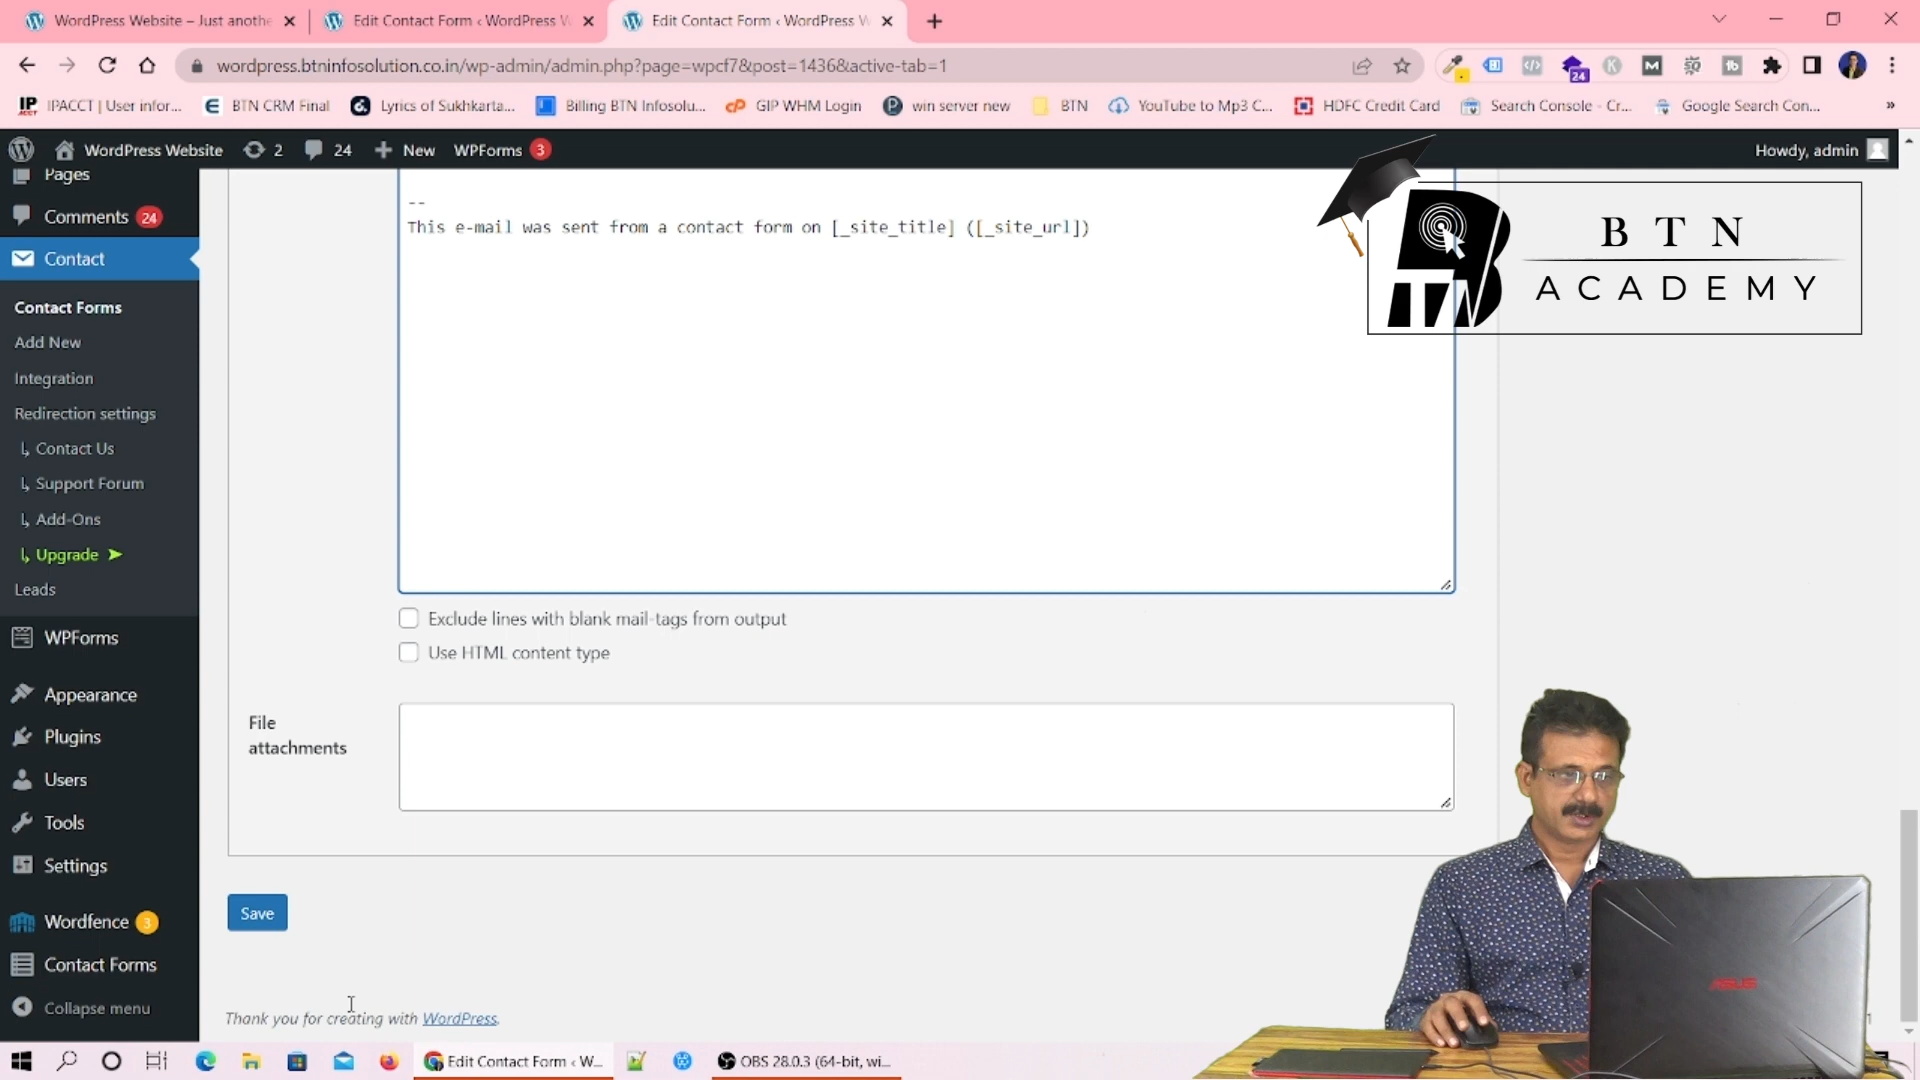 WordPress Website – Just anothe
Edit Contact Form ‹ WordPress W
Edit Contact Form ‹ WordPress W
wordpress.btninfosolution.co.in/wp-admin/admin.php?page=wpcf7&post=1436&active-tab=1
24
IPACCT | User infor...
BTN CRM Final
Lyrics of Sukhkarta...
Billing BTN Infosolu...
GIP WHM Login
win server new
BTN
YouTube to Mp3 C...
HDFC Credit Card
Search Console - Cr...
Google Search Con...
»
WordPress Website
2
24
New
WPForms 3
Howdy, admin
Pages
Comments 24
Contact
Contact Forms
Add New
Integration
Redirection settings
Contact Us
Support Forum
Add-Ons
Upgrade ➤
Leads
WPForms
Appearance
Plugins
Users
Tools
Settings
Wordfence 3
Contact Forms
Collapse menu
--
This e-mail was sent from a contact form on [_site_title] ([_site_url])
Exclude lines with blank mail-tags from output
Use HTML content type
File
attachments
Save
Thank you for creating with WordPress.
BTN
ACADEMY
ASUS
Edit Contact Form ‹ W...
OBS 28.0.3 (64-bit, wi...